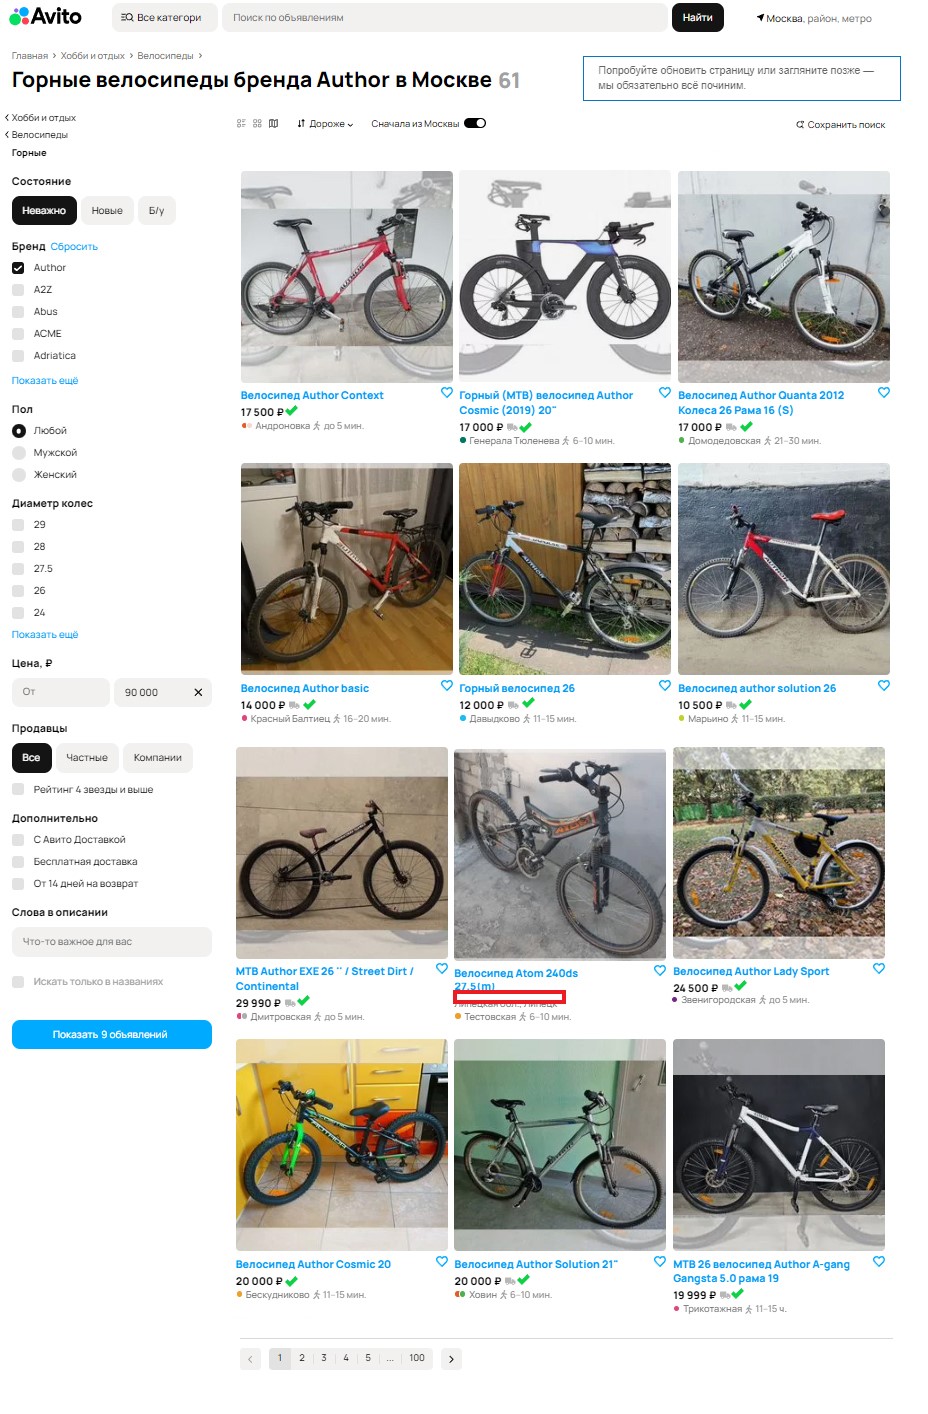 Avito
Все категори
Поиск по объявлениям
Найти
Москва, район, метро
Главная > Хобби и отдых > Велосипеды >
Горные велосипеды бренда Author в Москве 61
Попробуйте обновить страницу или загляните позже —
мы обязательно всё починим.
Хобби и отдых
Велосипеды
Горные
Дороже
Сначала из Москвы
Сохранить поиск
Состояние
Неважно
Новые
Б/у
Бренд Сбросить
Author
A2Z
Abus
ACME
Adriatica
Показать ещё
Пол
Любой
Мужской
Женский
Диаметр колес
29
28
27.5
26
24
Показать ещё
Цена, ₽
От
90 000
Продавцы
Все
Частные
Компании
Рейтинг 4 звезды и выше
Дополнительно
С Авито Доставкой
Бесплатная доставка
От 14 дней на возврат
Слова в описании
Что-то важное для вас
Искать только в названиях
Показать 9 объявлений
Велосипед Author Context
17 500 ₽
Андроновка до 5 мин.
Горный (MTB) велосипед Author
Cosmic (2019) 20"
17 000 ₽
Генерала Тюленева 6–10 мин.
Велосипед Author Quanta 2012
Колеса 26 Рама 16 (S)
17 000 ₽
Домодедовская 21–30 мин.
Велосипед Author basic
14 000 ₽
Красный Балтиец 16–20 мин.
Горный велосипед 26
12 000 ₽
Давыдково 11–15 мин.
Велосипед author solution 26
10 500 ₽
Марьино 11–15 мин.
MTB Author EXE 26 '' / Street Dirt /
Continental
29 990 ₽
Дмитровская до 5 мин.
Велосипед Atom 240ds
27.5(m)
Тестовская 6–10 мин.
Велосипед Author Lady Sport
24 500 ₽
Звенигородская до 5 мин.
Велосипед Author Cosmic 20
20 000 ₽
Бескудниково 11–15 мин.
Велосипед Author Solution 21"
20 000 ₽
Ховин 6–10 мин.
MTB 26 велосипед Author A-gang
Gangsta 5.0 рама 19
19 999 ₽
Трикотажная 11–15 ч.
1 2 3 4 5 ... 100